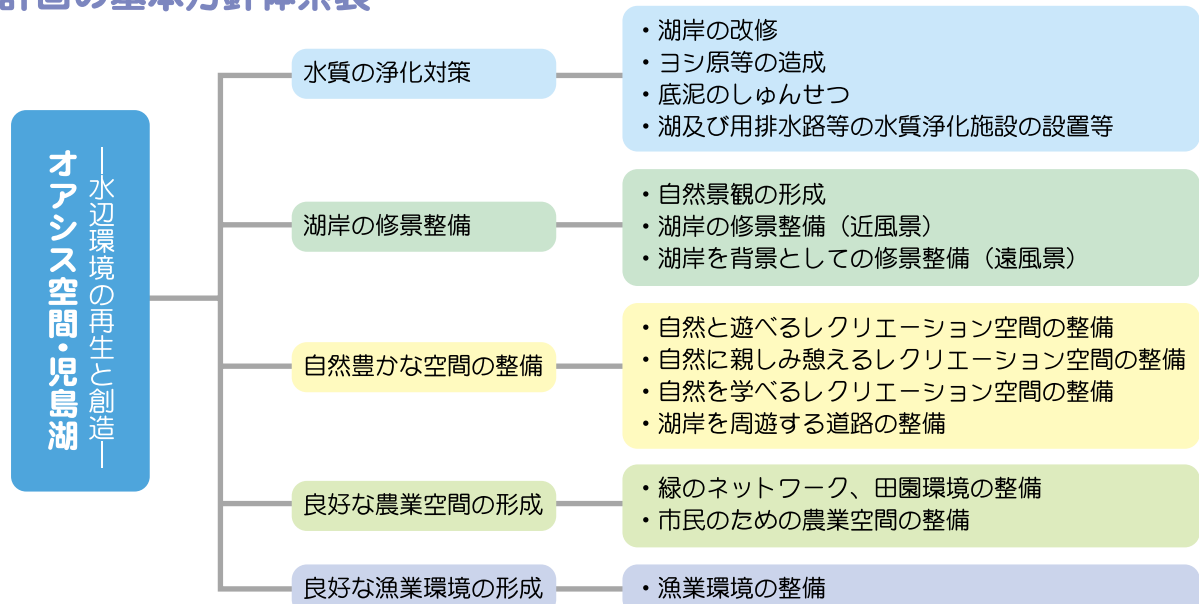 計画の基本方針体系表
―水辺環境の再生と創造―
オアシス空間・児島湖
水質の浄化対策
・湖岸の改修
・ヨシ原等の造成
・底泥のしゅんせつ
・湖及び用排水路等の水質浄化施設の設置等
湖岸の修景整備
・自然景観の形成
・湖岸の修景整備（近風景）
・湖岸を背景としての修景整備（遠風景）
自然豊かな空間の整備
・自然と遊べるレクリエーション空間の整備
・自然に親しみ憩えるレクリエーション空間の整備
・自然を学べるレクリエーション空間の整備
・湖岸を周遊する道路の整備
良好な農業空間の形成
・緑のネットワーク、田園環境の整備
・市民のための農業空間の整備
良好な漁業環境の形成
・漁業環境の整備